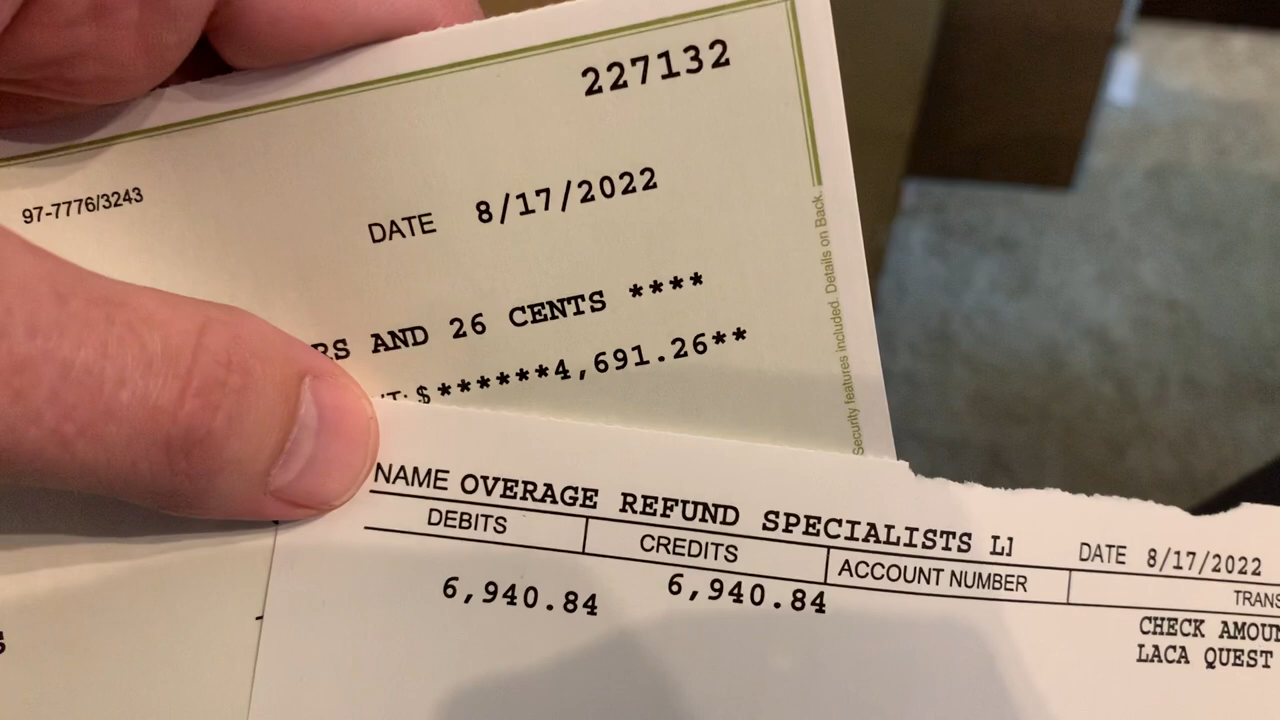 227132
97-7776/3243
DATE 8/17/2022
AND 26 CENTS ****
$******4,691.26**
Security features included. Details on Back.
NAME OVERAGE REFUND SPECIALISTS
DATE 8/17/2022
DEBITS CREDITS ACCOUNT NUMBER
6,940.84 6,940.84
CHECK
LACA QUEST